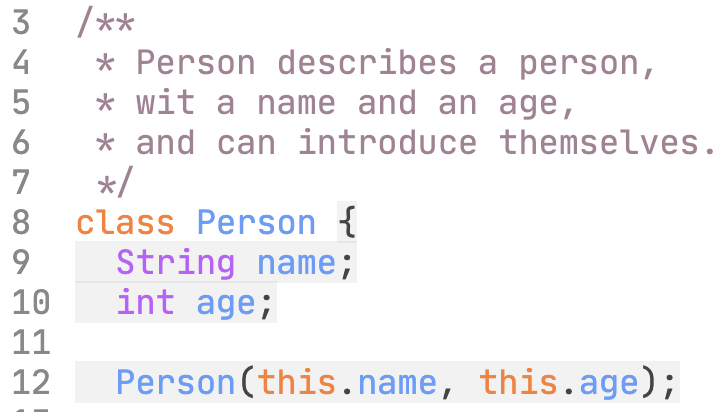 3 /**
4  * Person describes a person,
5  * wit a name and an age,
6  * and can introduce themselves.
7  */
8 class Person {
9   String name;
10   int age;
11
12   Person(this.name, this.age);